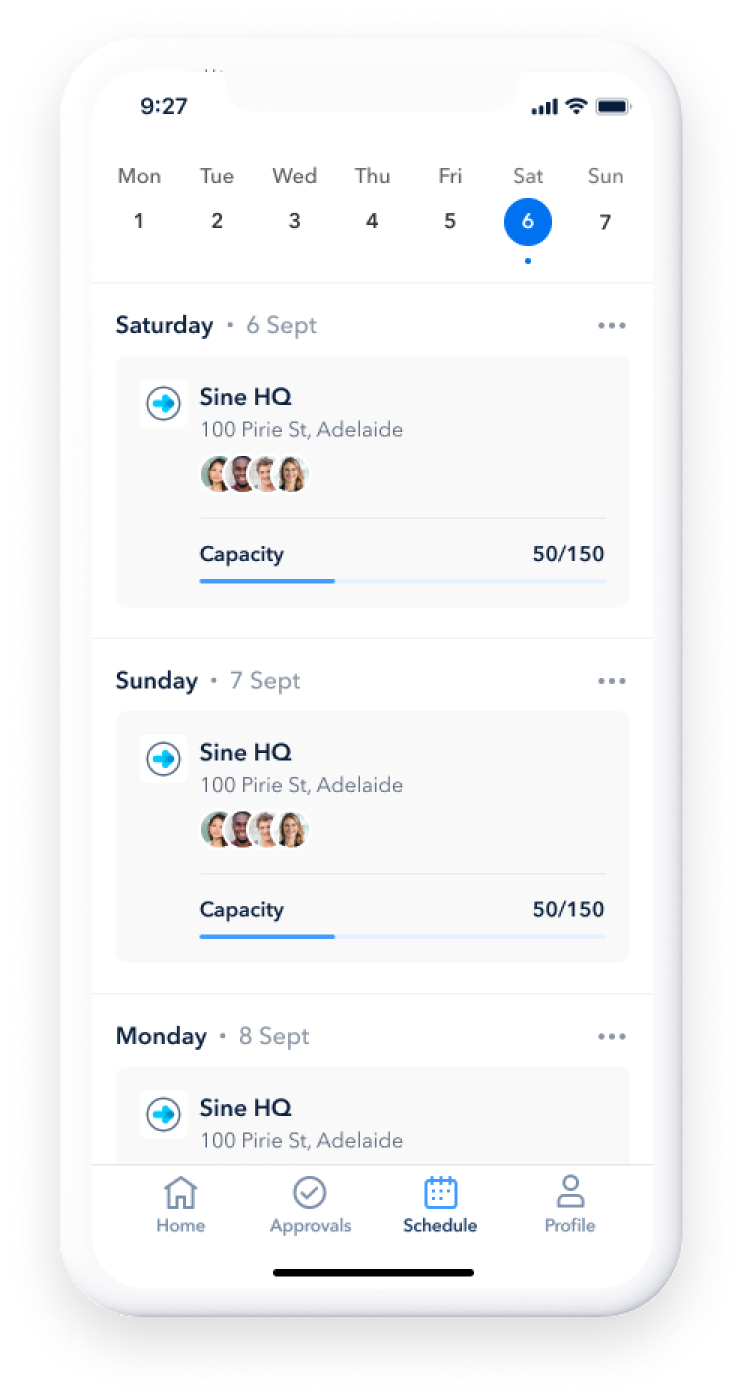 9:27
Mon Tue Wed Thu Fri Sat Sun
1 2 3 4 5 6 7
Saturday • 6 Sept
Sine HQ
100 Pirie St, Adelaide
Capacity 50/150
Sunday • 7 Sept
Sine HQ
100 Pirie St, Adelaide
Capacity 50/150
Monday • 8 Sept
Sine HQ
100 Pirie St, Adelaide
Home Approvals Schedule Profile